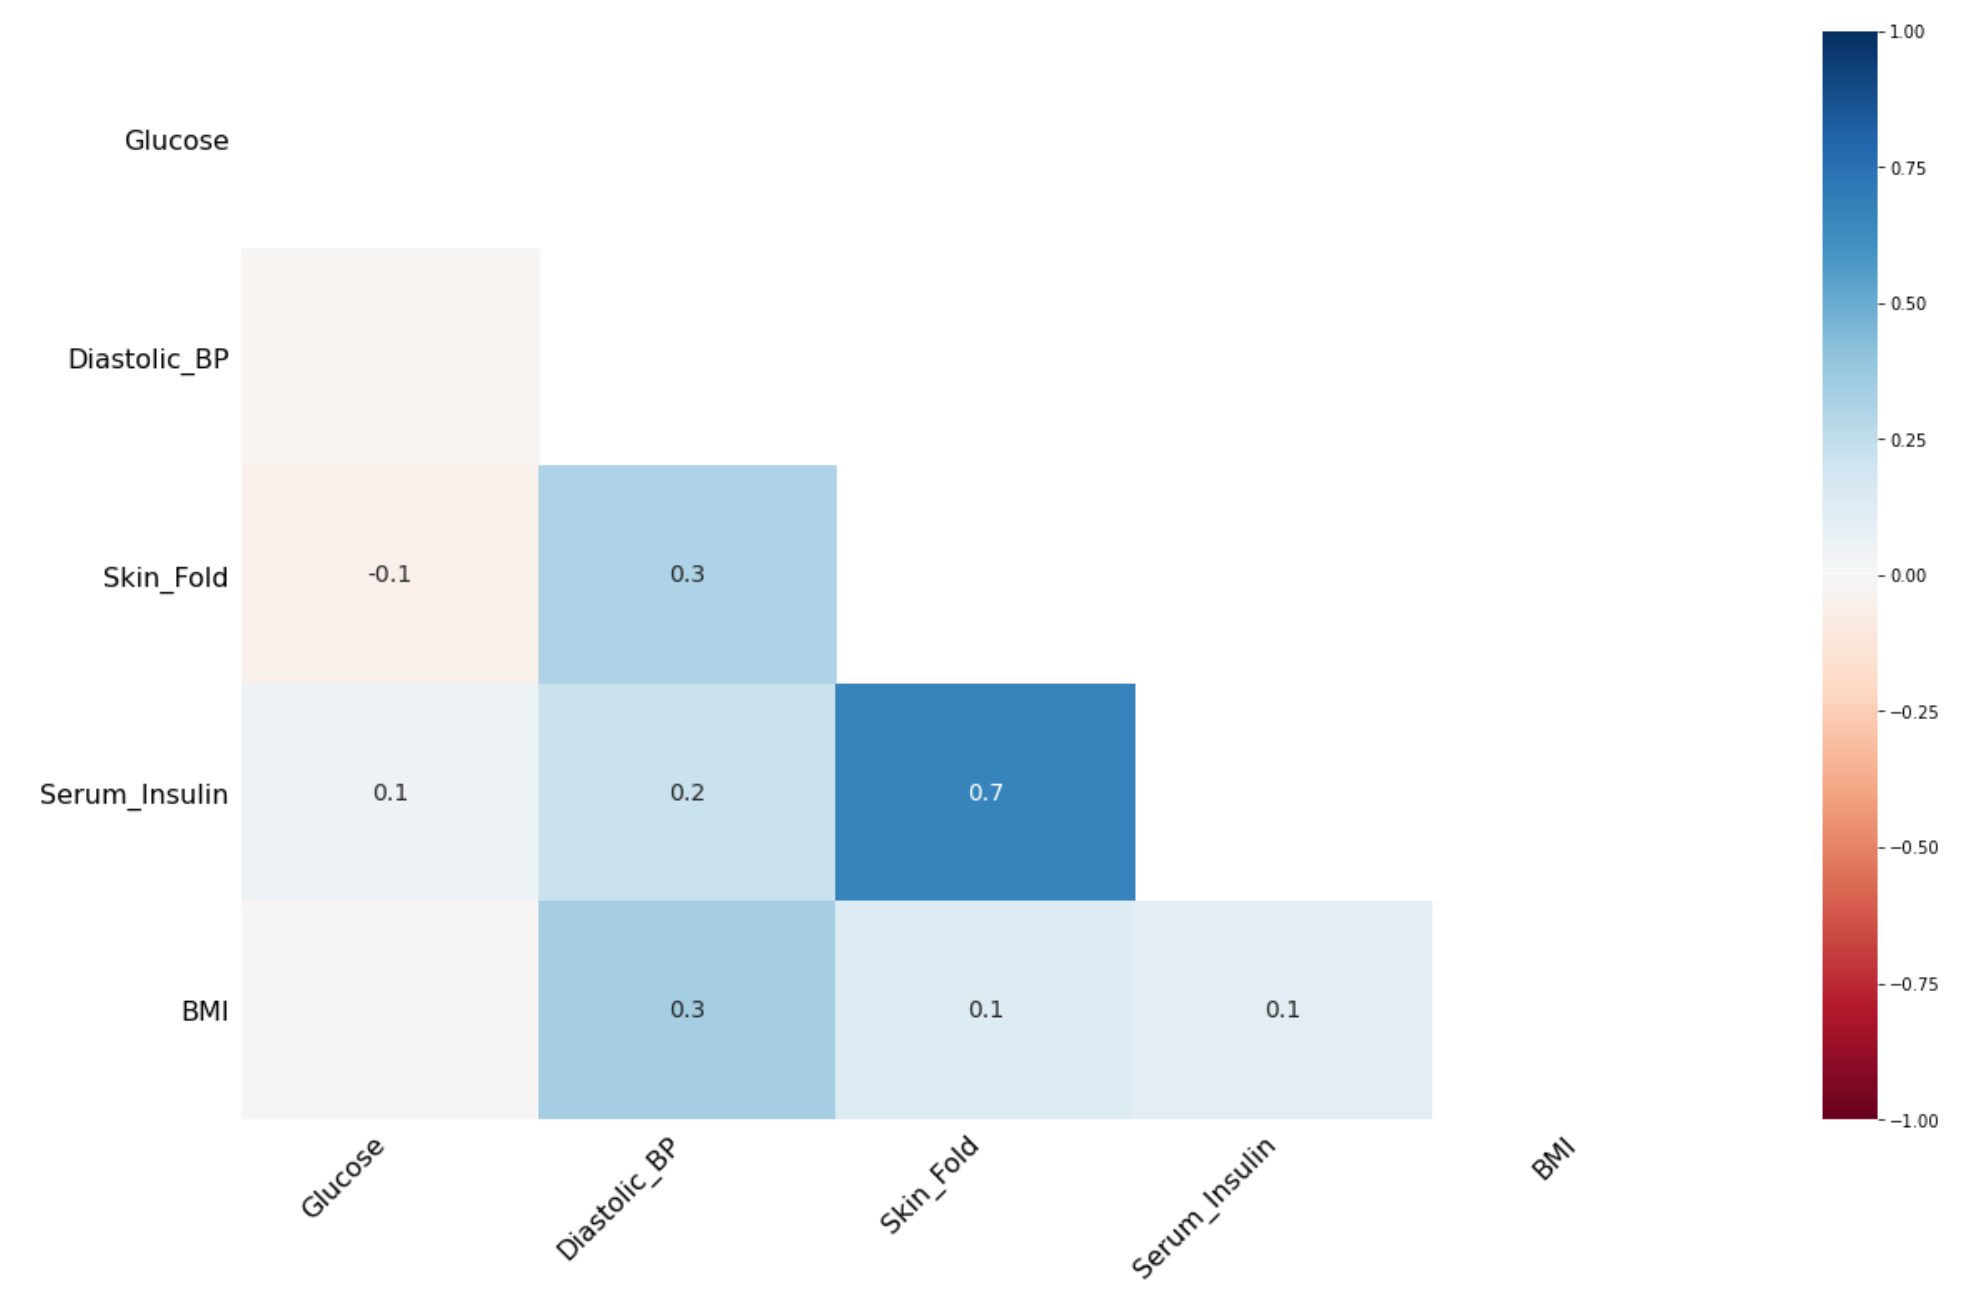 Glucose
Diastolic_BP
Skin_Fold -0.1 0.3
Serum_Insulin 0.1 0.2 0.7
BMI 0.3 0.1 0.1
Glucose Diastolic_BP Skin_Fold Serum_Insulin BMI
1.00
0.75
0.50
0.25
0.00
−0.25
−0.50
−0.75
−1.00